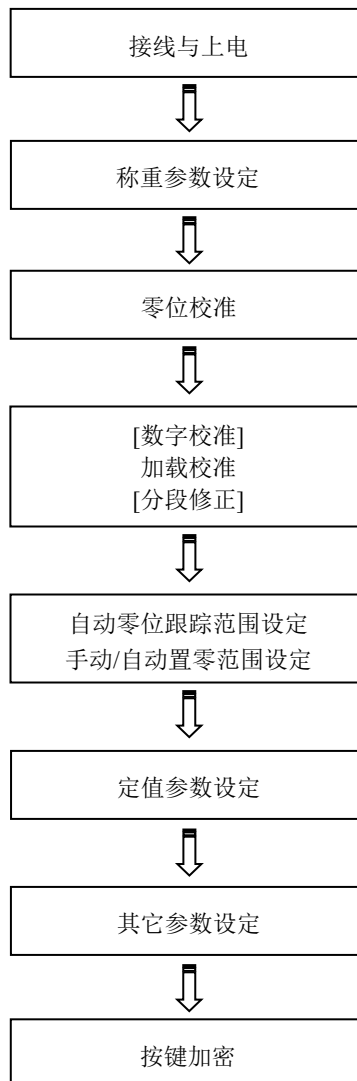 接线与上电
称重参数设定
零位校准
[数字校准]
加载校准
[分段修正]
自动零位跟踪范围设定
手动/自动置零范围设定
定值参数设定
其它参数设定
按键加密